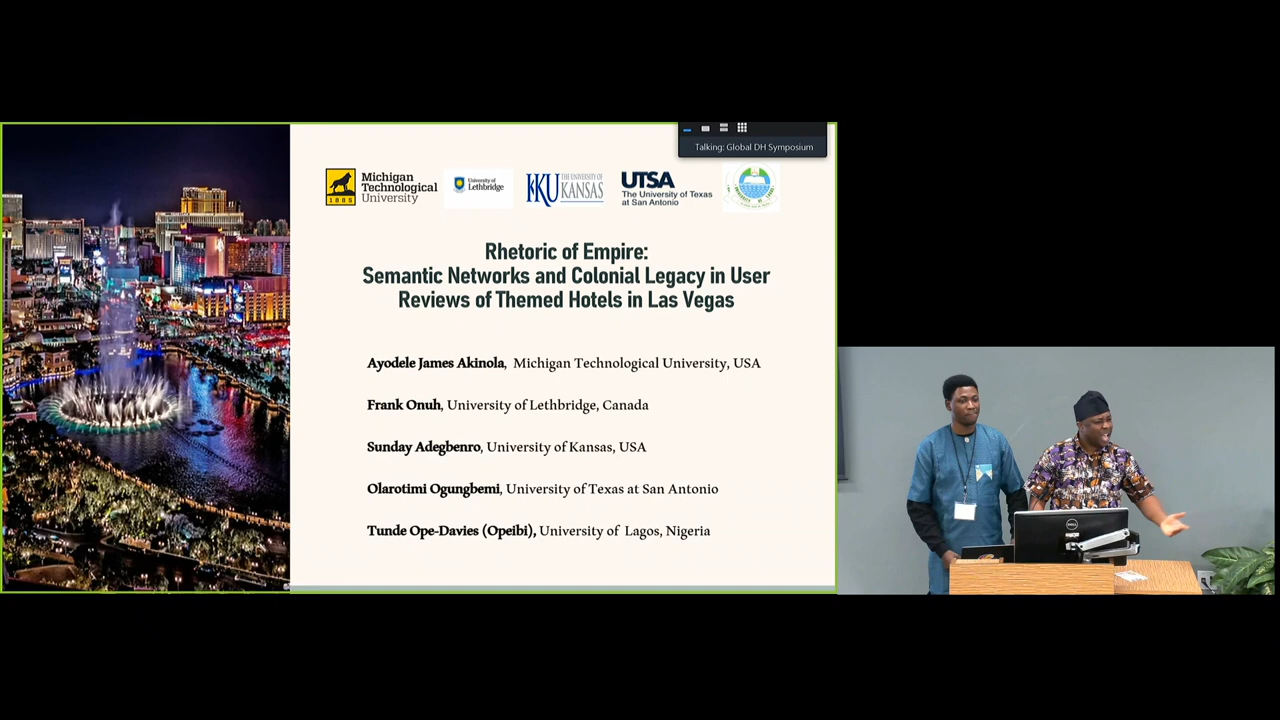 Talking: Global DH Symposium
Michigan
Technological
University
1885
University of
Lethbridge
KU
THE UNIVERSITY OF
KANSAS
UTSA
The University of Texas
at San Antonio
Rhetoric of Empire:
Semantic Networks and Colonial Legacy in User
Reviews of Themed Hotels in Las Vegas
Ayodele James Akinola, Michigan Technological University, USA
Frank Onuh, University of Lethbridge, Canada
Sunday Adegbenro, University of Kansas, USA
Olarotimi Ogungbemi, University of Texas at San Antonio
Tunde Ope-Davies (Opeibi), University of Lagos, Nigeria
DELL